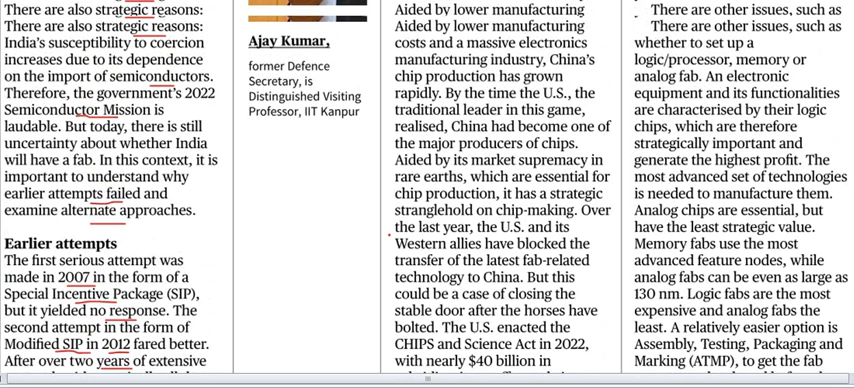 There are also strategic reasons:
There are also strategic reasons:
India's susceptibility to coercion
increases due to its dependence
on the import of semiconductors.
Therefore, the government's 2022
Semiconductor Mission is
laudable. But today, there is still
uncertainty about whether India
will have a fab. In this context, it is
important to understand why
earlier attempts failed and
examine alternate approaches.
Earlier attempts
The first serious attempt was
made in 2007 in the form of a
Special Incentive Package (SIP),
but it yielded no response. The
second attempt in the form of
Modified SIP in 2012 fared better.
After over two years of extensive
Ajay Kumar,
former Defence
Secretary, is
Distinguished Visiting
Professor, IIT Kanpur
Aided by lower manufacturing
Aided by lower manufacturing
costs and a massive electronics
manufacturing industry, China's
chip production has grown
rapidly. By the time the U.S., the
traditional leader in this game,
realised, China had become one of
the major producers of chips.
Aided by its market supremacy in
rare earths, which are essential for
chip production, it has a strategic
stranglehold on chip-making. Over
the last year, the U.S. and its
Western allies have blocked the
transfer of the latest fab-related
technology to China. But this
could be a case of closing the
stable door after the horses have
bolted. The U.S. enacted the
CHIPS and Science Act in 2022,
with nearly $40 billion in
There are other issues, such as
There are other issues, such as
whether to set up a
logic/processor, memory or
analog fab. An electronic
equipment and its functionalities
are characterised by their logic
chips, which are therefore
strategically important and
generate the highest profit. The
most advanced set of technologies
is needed to manufacture them.
Analog chips are essential, but
have the least strategic value.
Memory fabs use the most
advanced feature nodes, while
analog fabs can be even as large as
130 nm. Logic fabs are the most
expensive and analog fabs the
least. A relatively easier option is
Assembly, Testing, Packaging and
Marking (ATMP), to get the fab